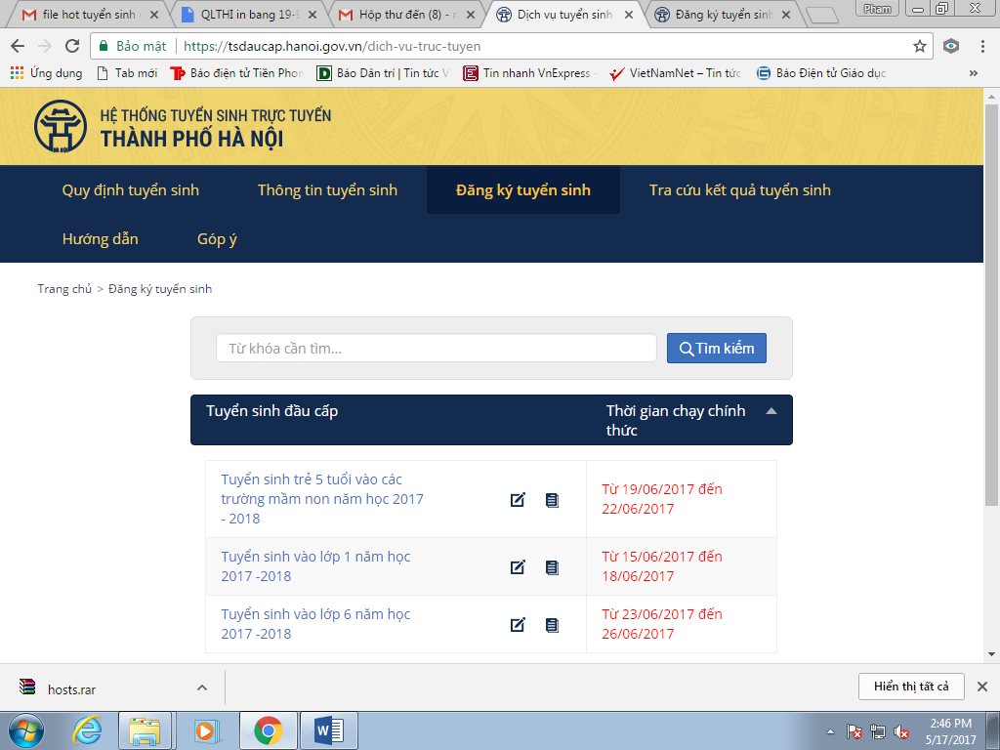 file hot tuyển sinh
QLTHI in bang 19-
Hộp thư đến (8) -
Dịch vụ tuyển sinh
Đăng ký tuyển sinh
Pham
Bảo mật
https://tsdaucap.hanoi.gov.vn/dich-vu-truc-tuyen
Ứng dụng
Tab mới
Báo điện tử Tiền Phon
Báo Dân trí | Tin tức V
Tin nhanh VnExpress
VietNamNet – Tin tức
Báo Điện tử Giáo dục
»
HỆ THỐNG TUYỂN SINH TRỰC TUYẾN
THÀNH PHỐ HÀ NỘI
HÀ NỘI
Quy định tuyển sinh
Thông tin tuyển sinh
Đăng ký tuyển sinh
Tra cứu kết quả tuyển sinh
Hướng dẫn
Góp ý
Trang chủ > Đăng ký tuyển sinh
Từ khóa cần tìm...
Tìm kiếm
Tuyển sinh đầu cấp
Thời gian chạy chính
thức
Tuyển sinh trẻ 5 tuổi vào các
trường mầm non năm học 2017
- 2018
Từ 19/06/2017 đến
22/06/2017
Tuyển sinh vào lớp 1 năm học
2017 -2018
Từ 15/06/2017 đến
18/06/2017
Tuyển sinh vào lớp 6 năm học
2017 -2018
Từ 23/06/2017 đến
26/06/2017
hosts.rar
Hiển thị tất cả
2:46 PM
5/17/2017